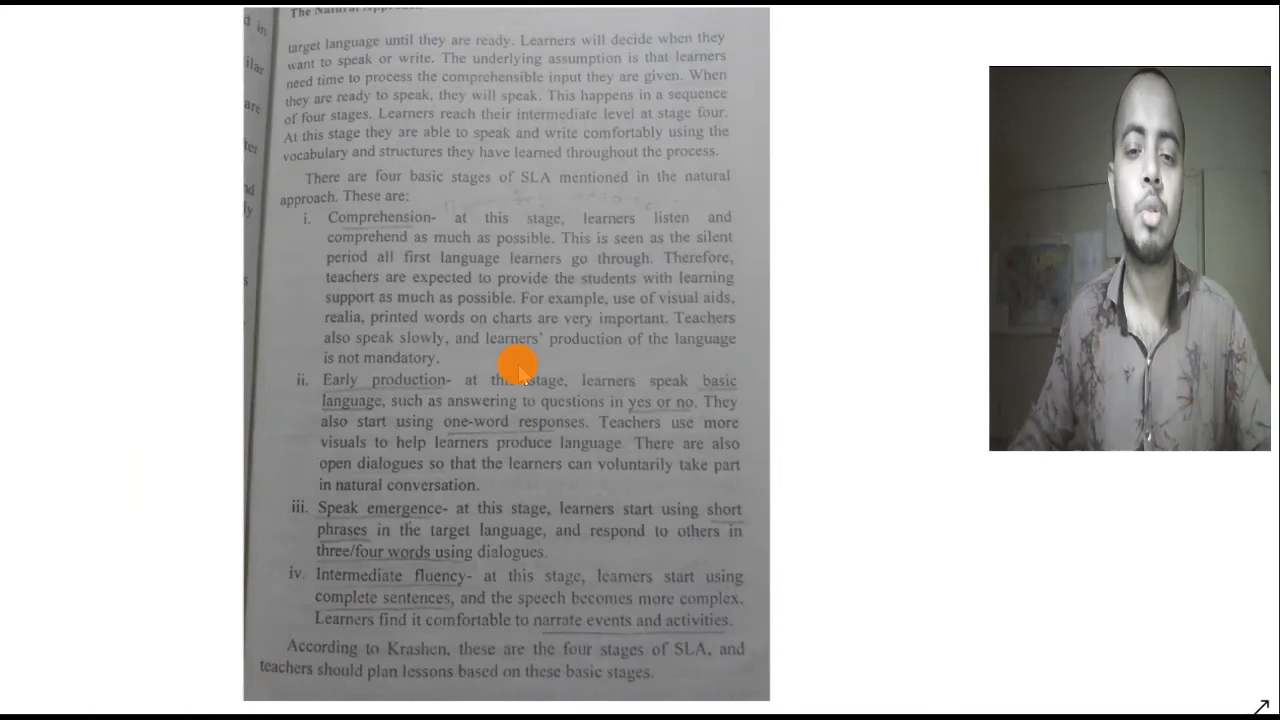 The Natural
d in
ilar
are
nd
ly
s
target language until they are ready. Learners will decide when they
want to speak or write. The underlying assumption is that learners
need time to process the comprehensible input they are given. When
they are ready to speak, they will speak. This happens in a sequence
of four stages. Learners reach their intermediate level at stage four.
At this stage they are able to speak and write comfortably using the
vocabulary and structures they have learned throughout the process.
There are four basic stages of SLA mentioned in the natural
approach. These are:
i. Comprehension- at this stage, learners listen and
comprehend as much as possible. This is seen as the silent
period all first language learners go through. Therefore,
teachers are expected to provide the students with learning
support as much as possible. For example, use of visual aids,
realia, printed words on charts are very important. Teachers
also speak slowly, and learners' production of the language
is not mandatory.
ii. Early production- at this stage, learners speak basic
language, such as answering to questions in yes or no. They
also start using one-word responses. Teachers use more
visuals to help learners produce language. There are also
open dialogues so that the learners can voluntarily take part
in natural conversation.
iii. Speak emergence- at this stage, learners start using short
phrases in the target language, and respond to others in
three/four words using dialogues.
iv. Intermediate fluency- at this stage, learners start using
complete sentences, and the speech becomes more complex.
Learners find it comfortable to narrate events and activities.
According to Krashen, these are the four stages of SLA, and
teachers should plan lessons based on these basic stages.